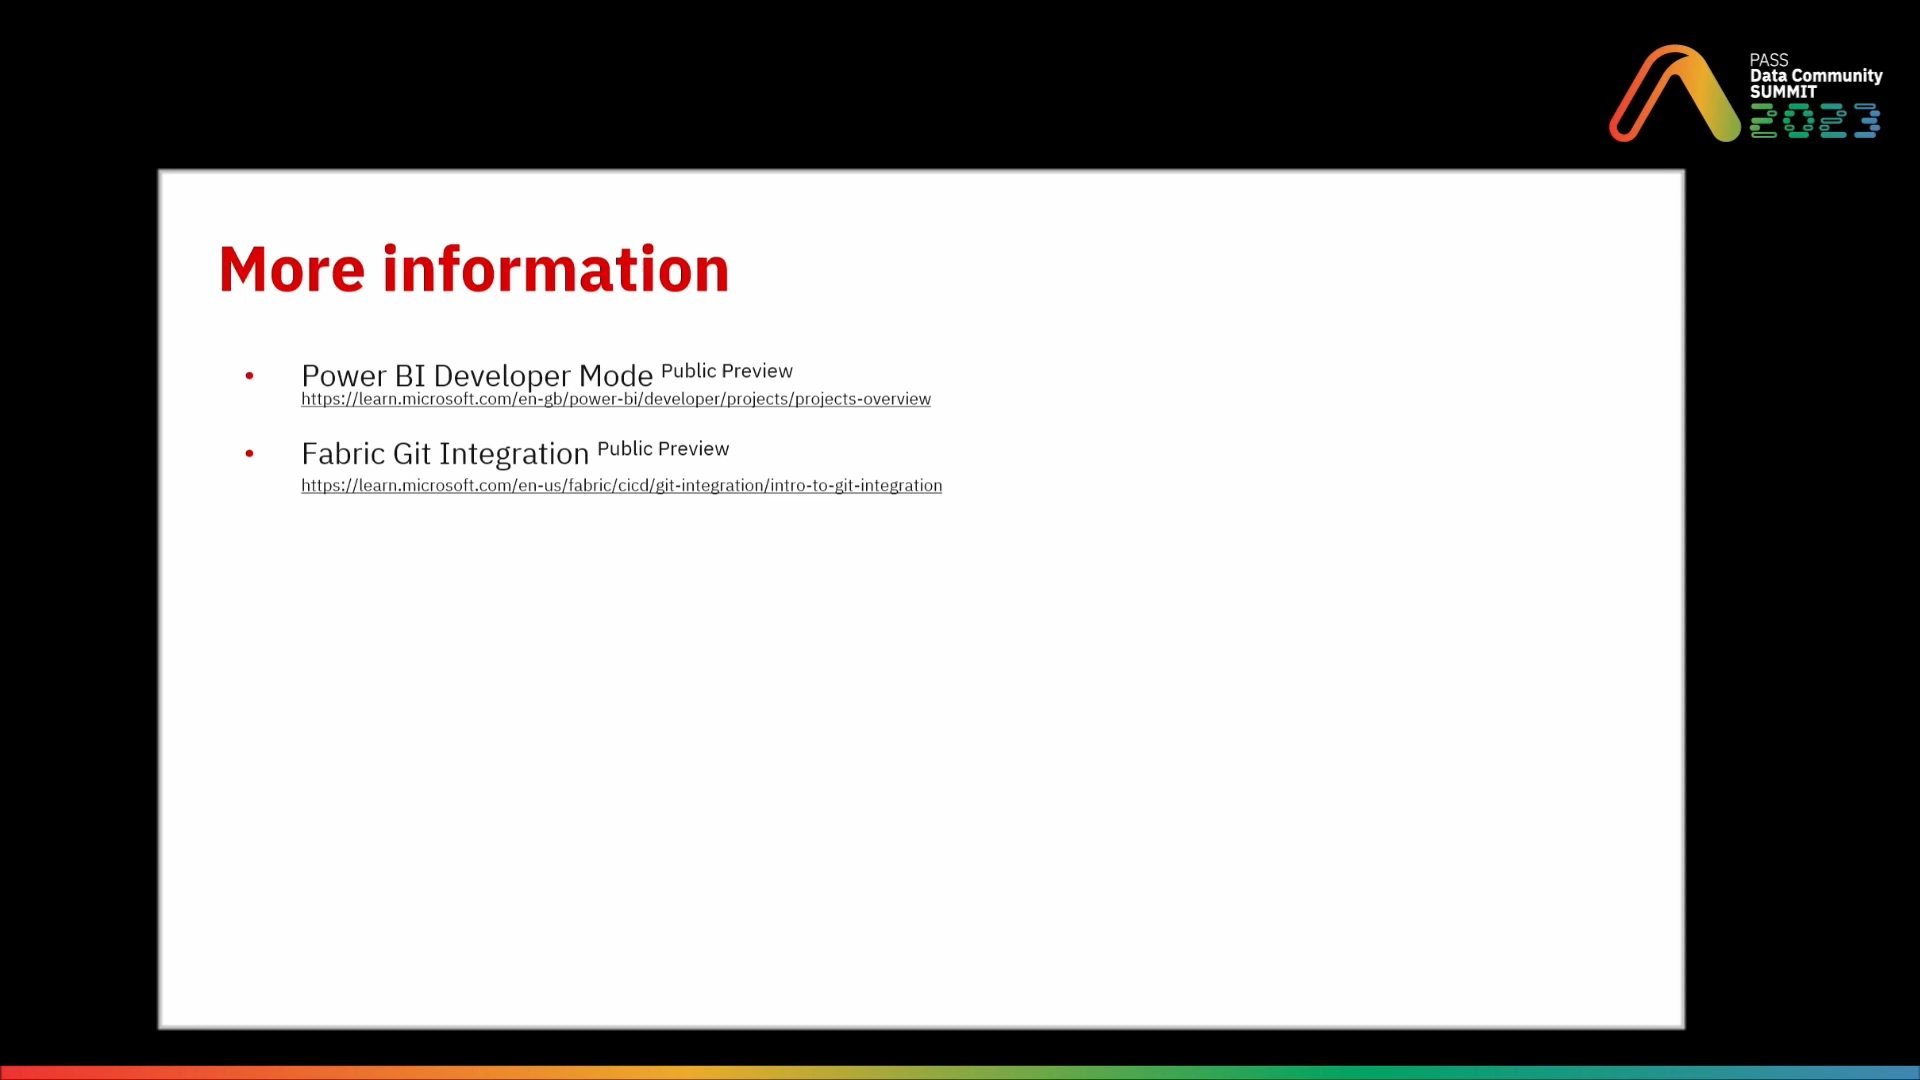 PASS
Data Community
SUMMIT
2023
More information
• Power BI Developer Mode Public Preview
https://learn.microsoft.com/en-gb/power-bi/developer/projects/projects-overview
• Fabric Git Integration Public Preview
https://learn.microsoft.com/en-us/fabric/cicd/git-integration/intro-to-git-integration